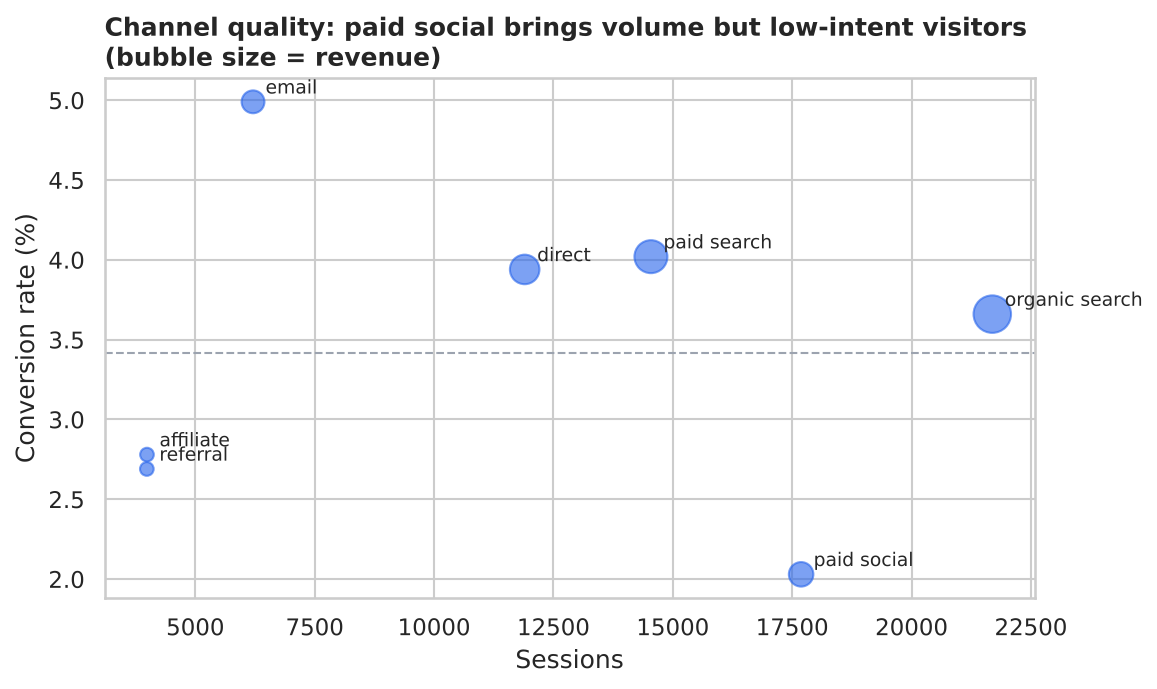 Channel quality: paid social brings volume but low-intent visitors
(bubble size = revenue)
email
5.0
4.5
direct
paid search
4.0
organic search
3.5
3.0
affiliate
referral
2.5
paid social
2.0
Conversion rate (%)
5000 7500 10000 12500 15000 17500 20000 22500
Sessions